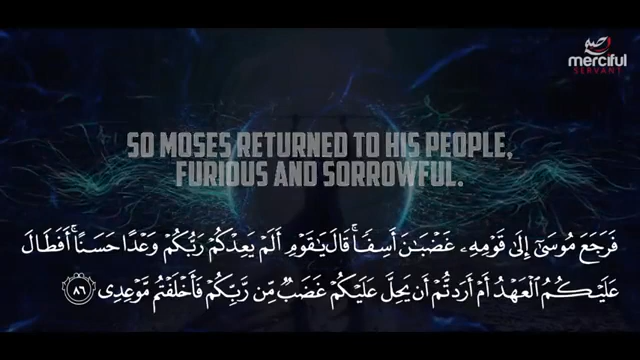 merciful
SERVANT
SO MOSES RETURNED TO HIS PEOPLE,
FURIOUS AND SORROWFUL.
فَرَجَعَ مُوسَىٰٓ إِلَىٰ قَوْمِهِۦ غَضْبَٰنَ أَسِفًاۚ قَالَ يَٰقَوْمِ أَلَمْ يَعِدْكُمْ رَبُّكُمْ وَعْدًا حَسَنًاۚ أَفَطَالَ
عَلَيْكُمُ ٱلْعَهْدُ أَمْ أَرَدتُّمْ أَن يَحِلَّ عَلَيْكُمْ غَضَبٌ مِّن رَّبِّكُمْ فَأَخْلَفْتُم مَّوْعِدِى ٨٦